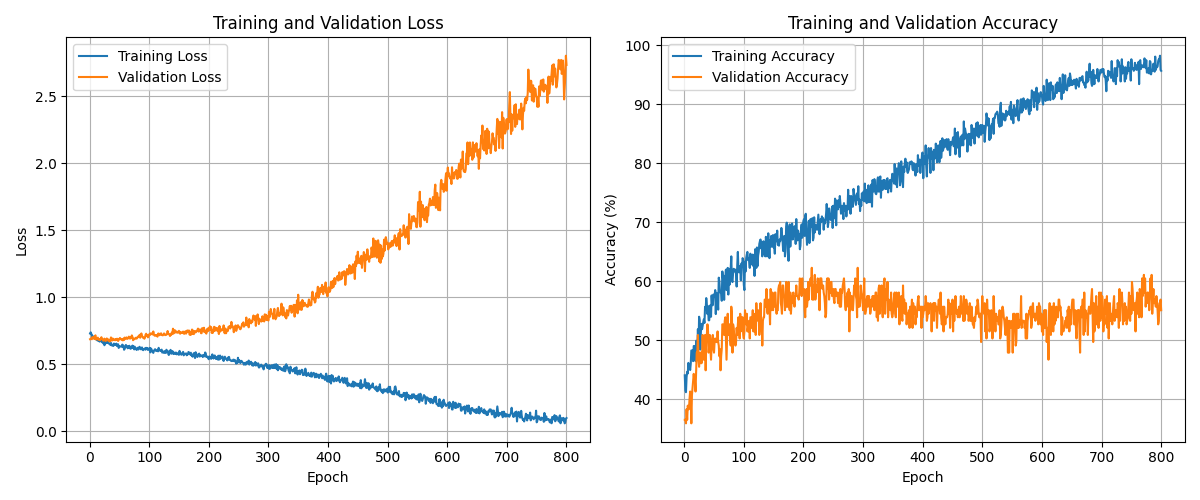 Training and Validation Loss
Training Loss
Validation Loss
2.5
2.0
1.5
1.0
0.5
0.0
Loss
0 100 200 300 400 500 600 700 800
Epoch
Training and Validation Accuracy
Training Accuracy
Validation Accuracy
100
90
80
70
60
50
40
Accuracy (%)
0 100 200 300 400 500 600 700 800
Epoch